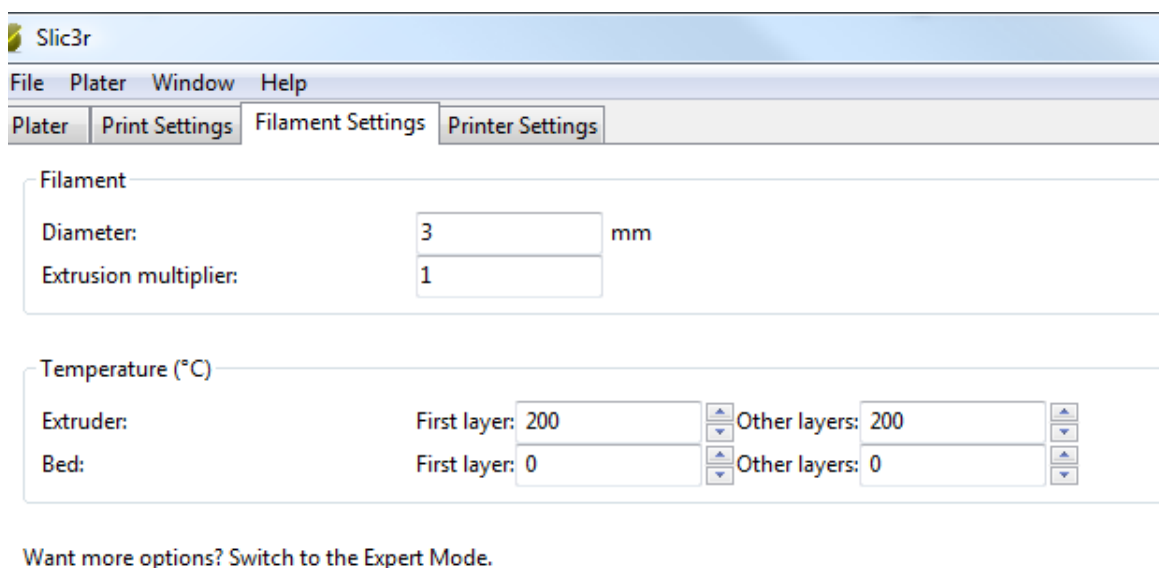 Slic3r
File Plater Window Help
Plater Print Settings Filament Settings Printer Settings
Filament
Diameter: 3 mm
Extrusion multiplier: 1
Temperature (°C)
Extruder: First layer: 200 Other layers: 200
Bed: First layer: 0 Other layers: 0
Want more options? Switch to the Expert Mode.